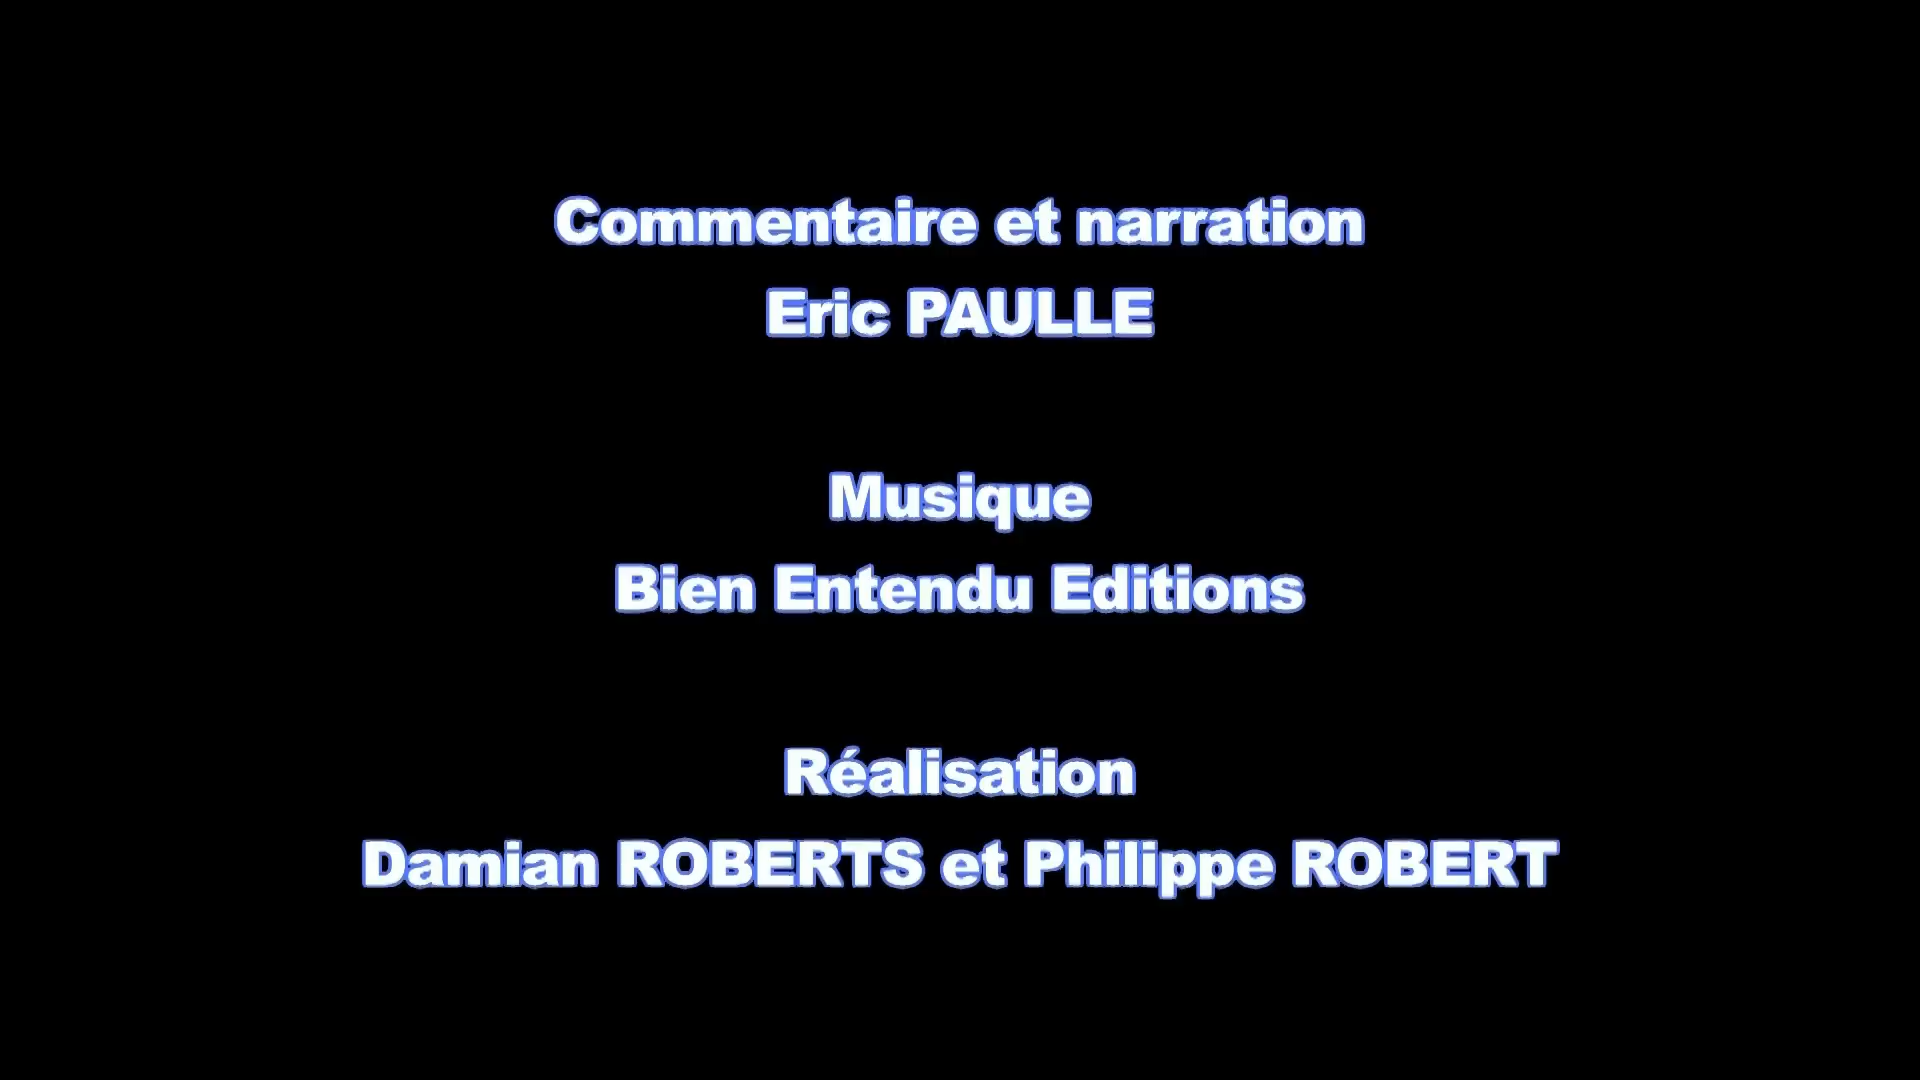 Commentaire et narration
Eric PAULLE
Musique
Bien Entendu Editions
Réalisation
Damian ROBERTS et Philippe ROBERT